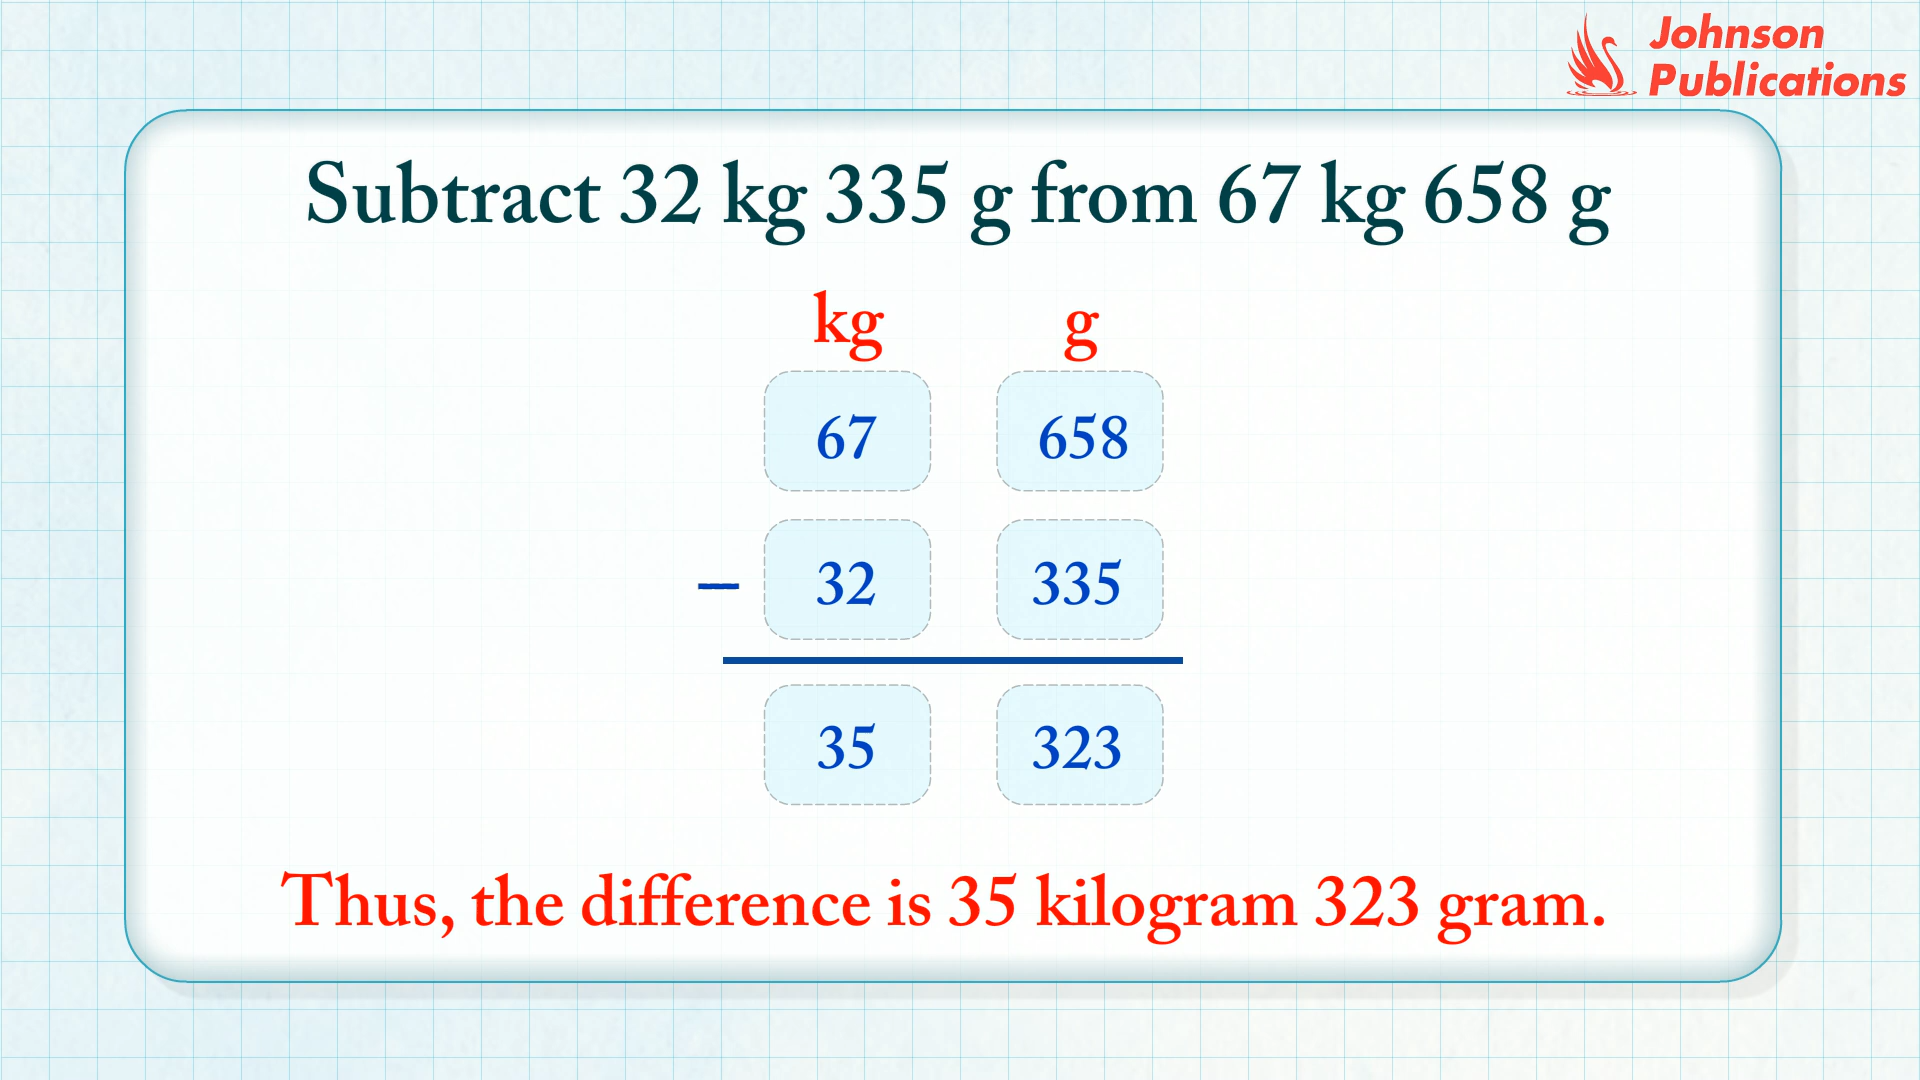 Johnson
Publications
Subtract 32 kg 335 g from 67 kg 658 g
kg g
67 658
– 32 335
35 323
Thus, the difference is 35 kilogram 323 gram.